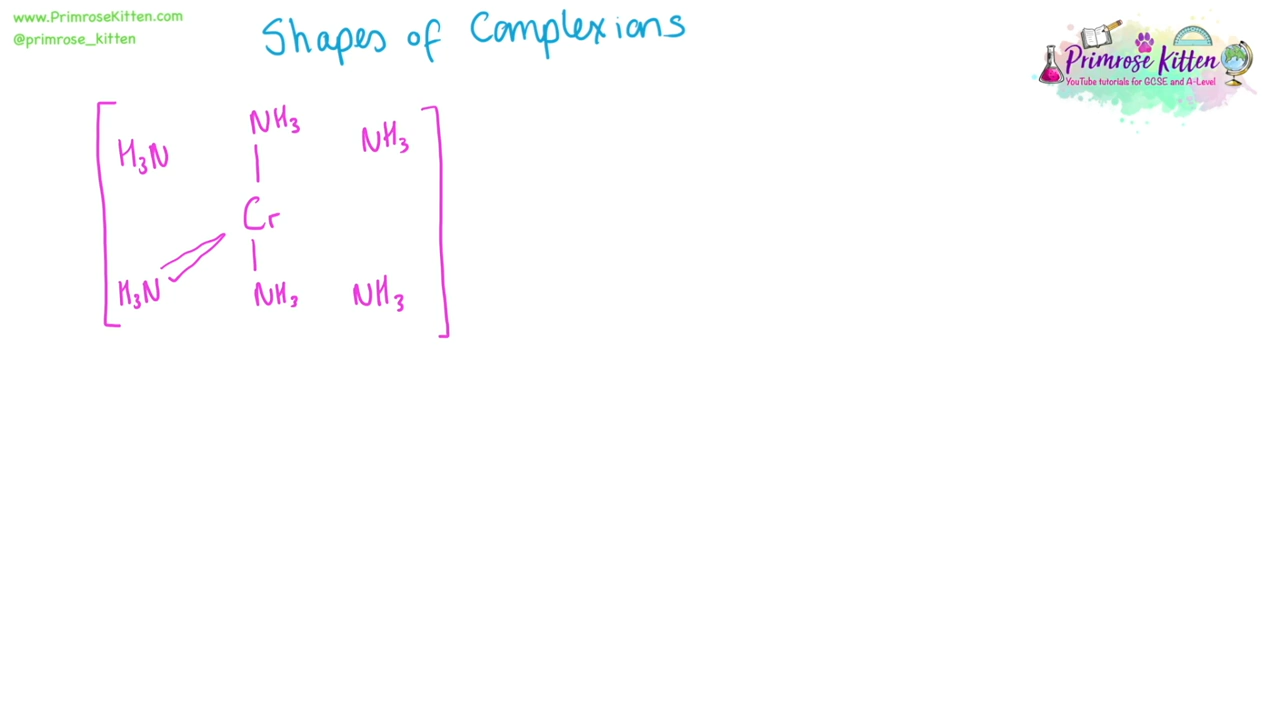 www.PrimroseKitten.com
@primrose_kitten
Shapes of Complexions
Primrose Kitten
YouTube tutorials for GCSE and A-Level
NH3
H3N
NH3
Cr
H3N
NH3
NH3